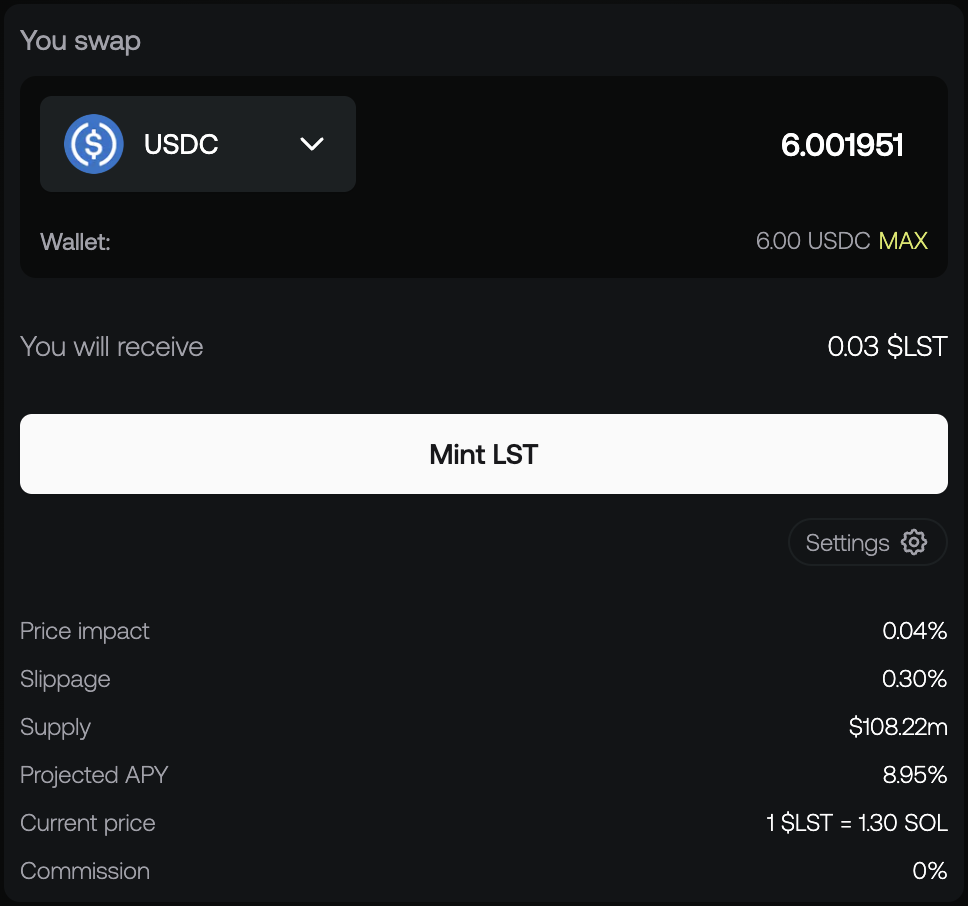 You swap
USDC 6.001951
Wallet: 6.00 USDC MAX
You will receive 0.03 $LST
Mint LST
Settings
Price impact 0.04%
Slippage 0.30%
Supply $108.22m
Projected APY 8.95%
Current price 1 $LST = 1.30 SOL
Commission 0%